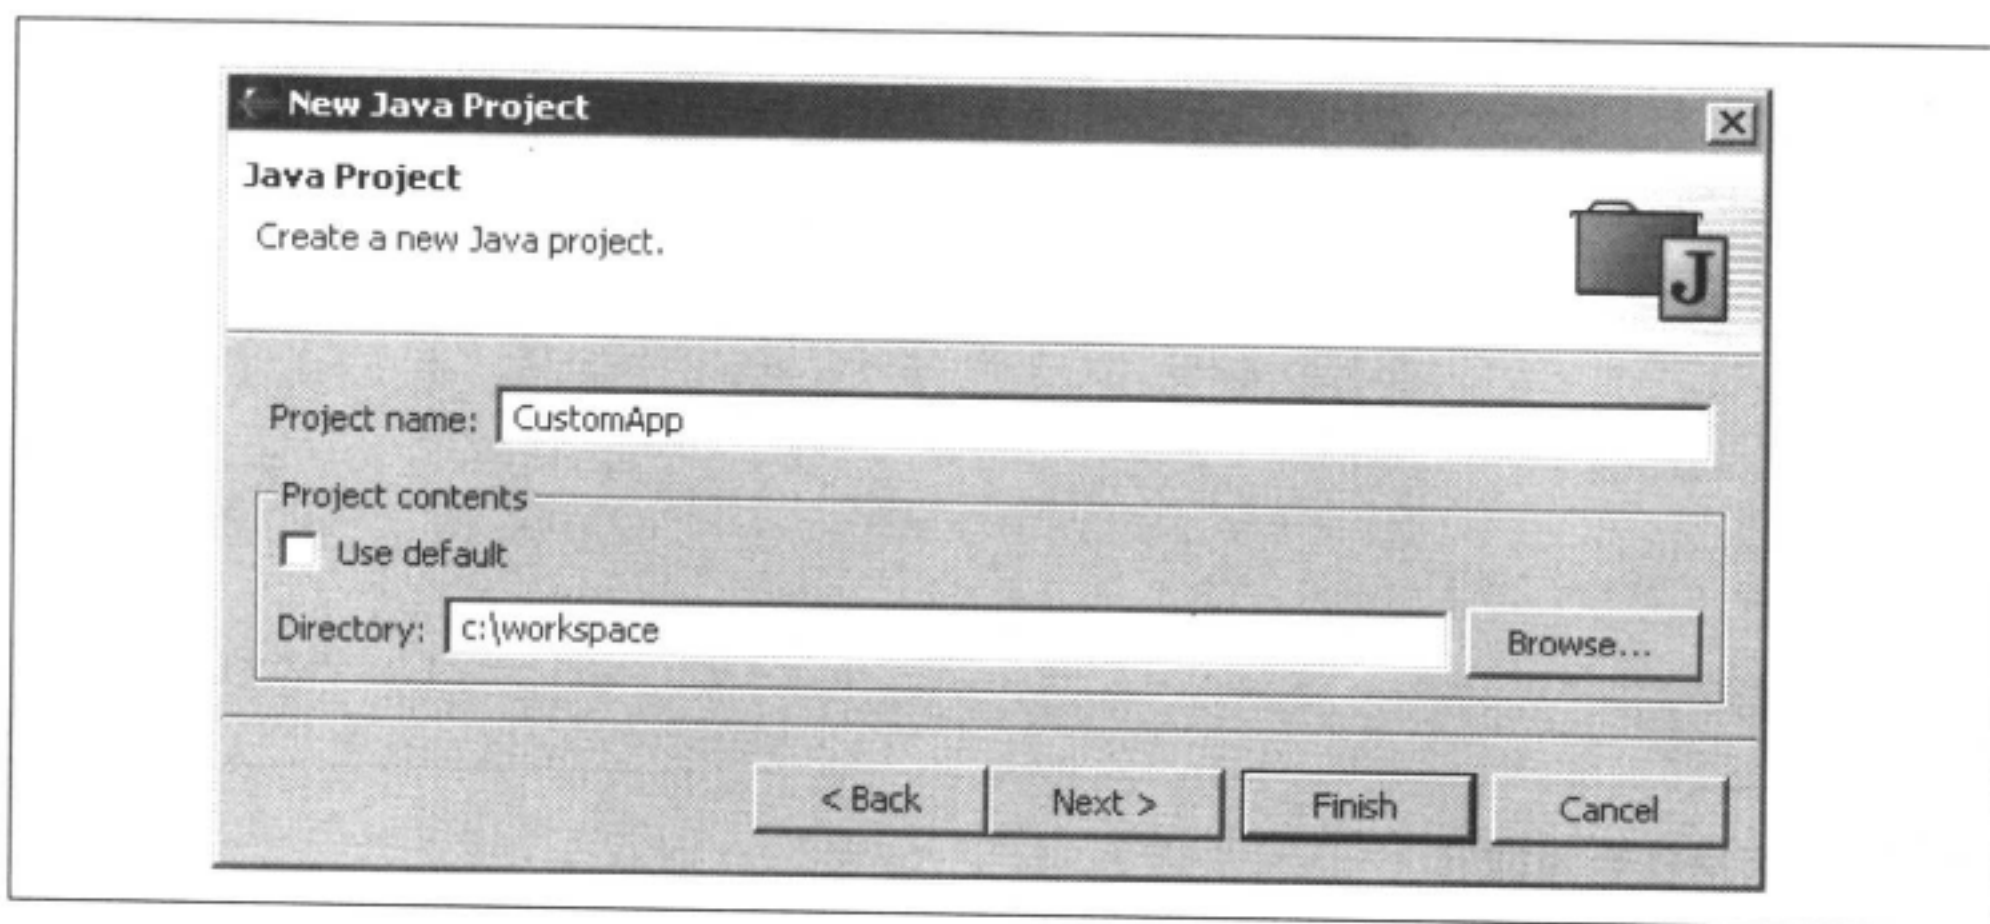 New Java Project
Java Project
Create a new Java project.
J
Project name: CustomApp
Project contents
Use default
Directory: c:\workspace Browse...
< Back Next > Finish Cancel